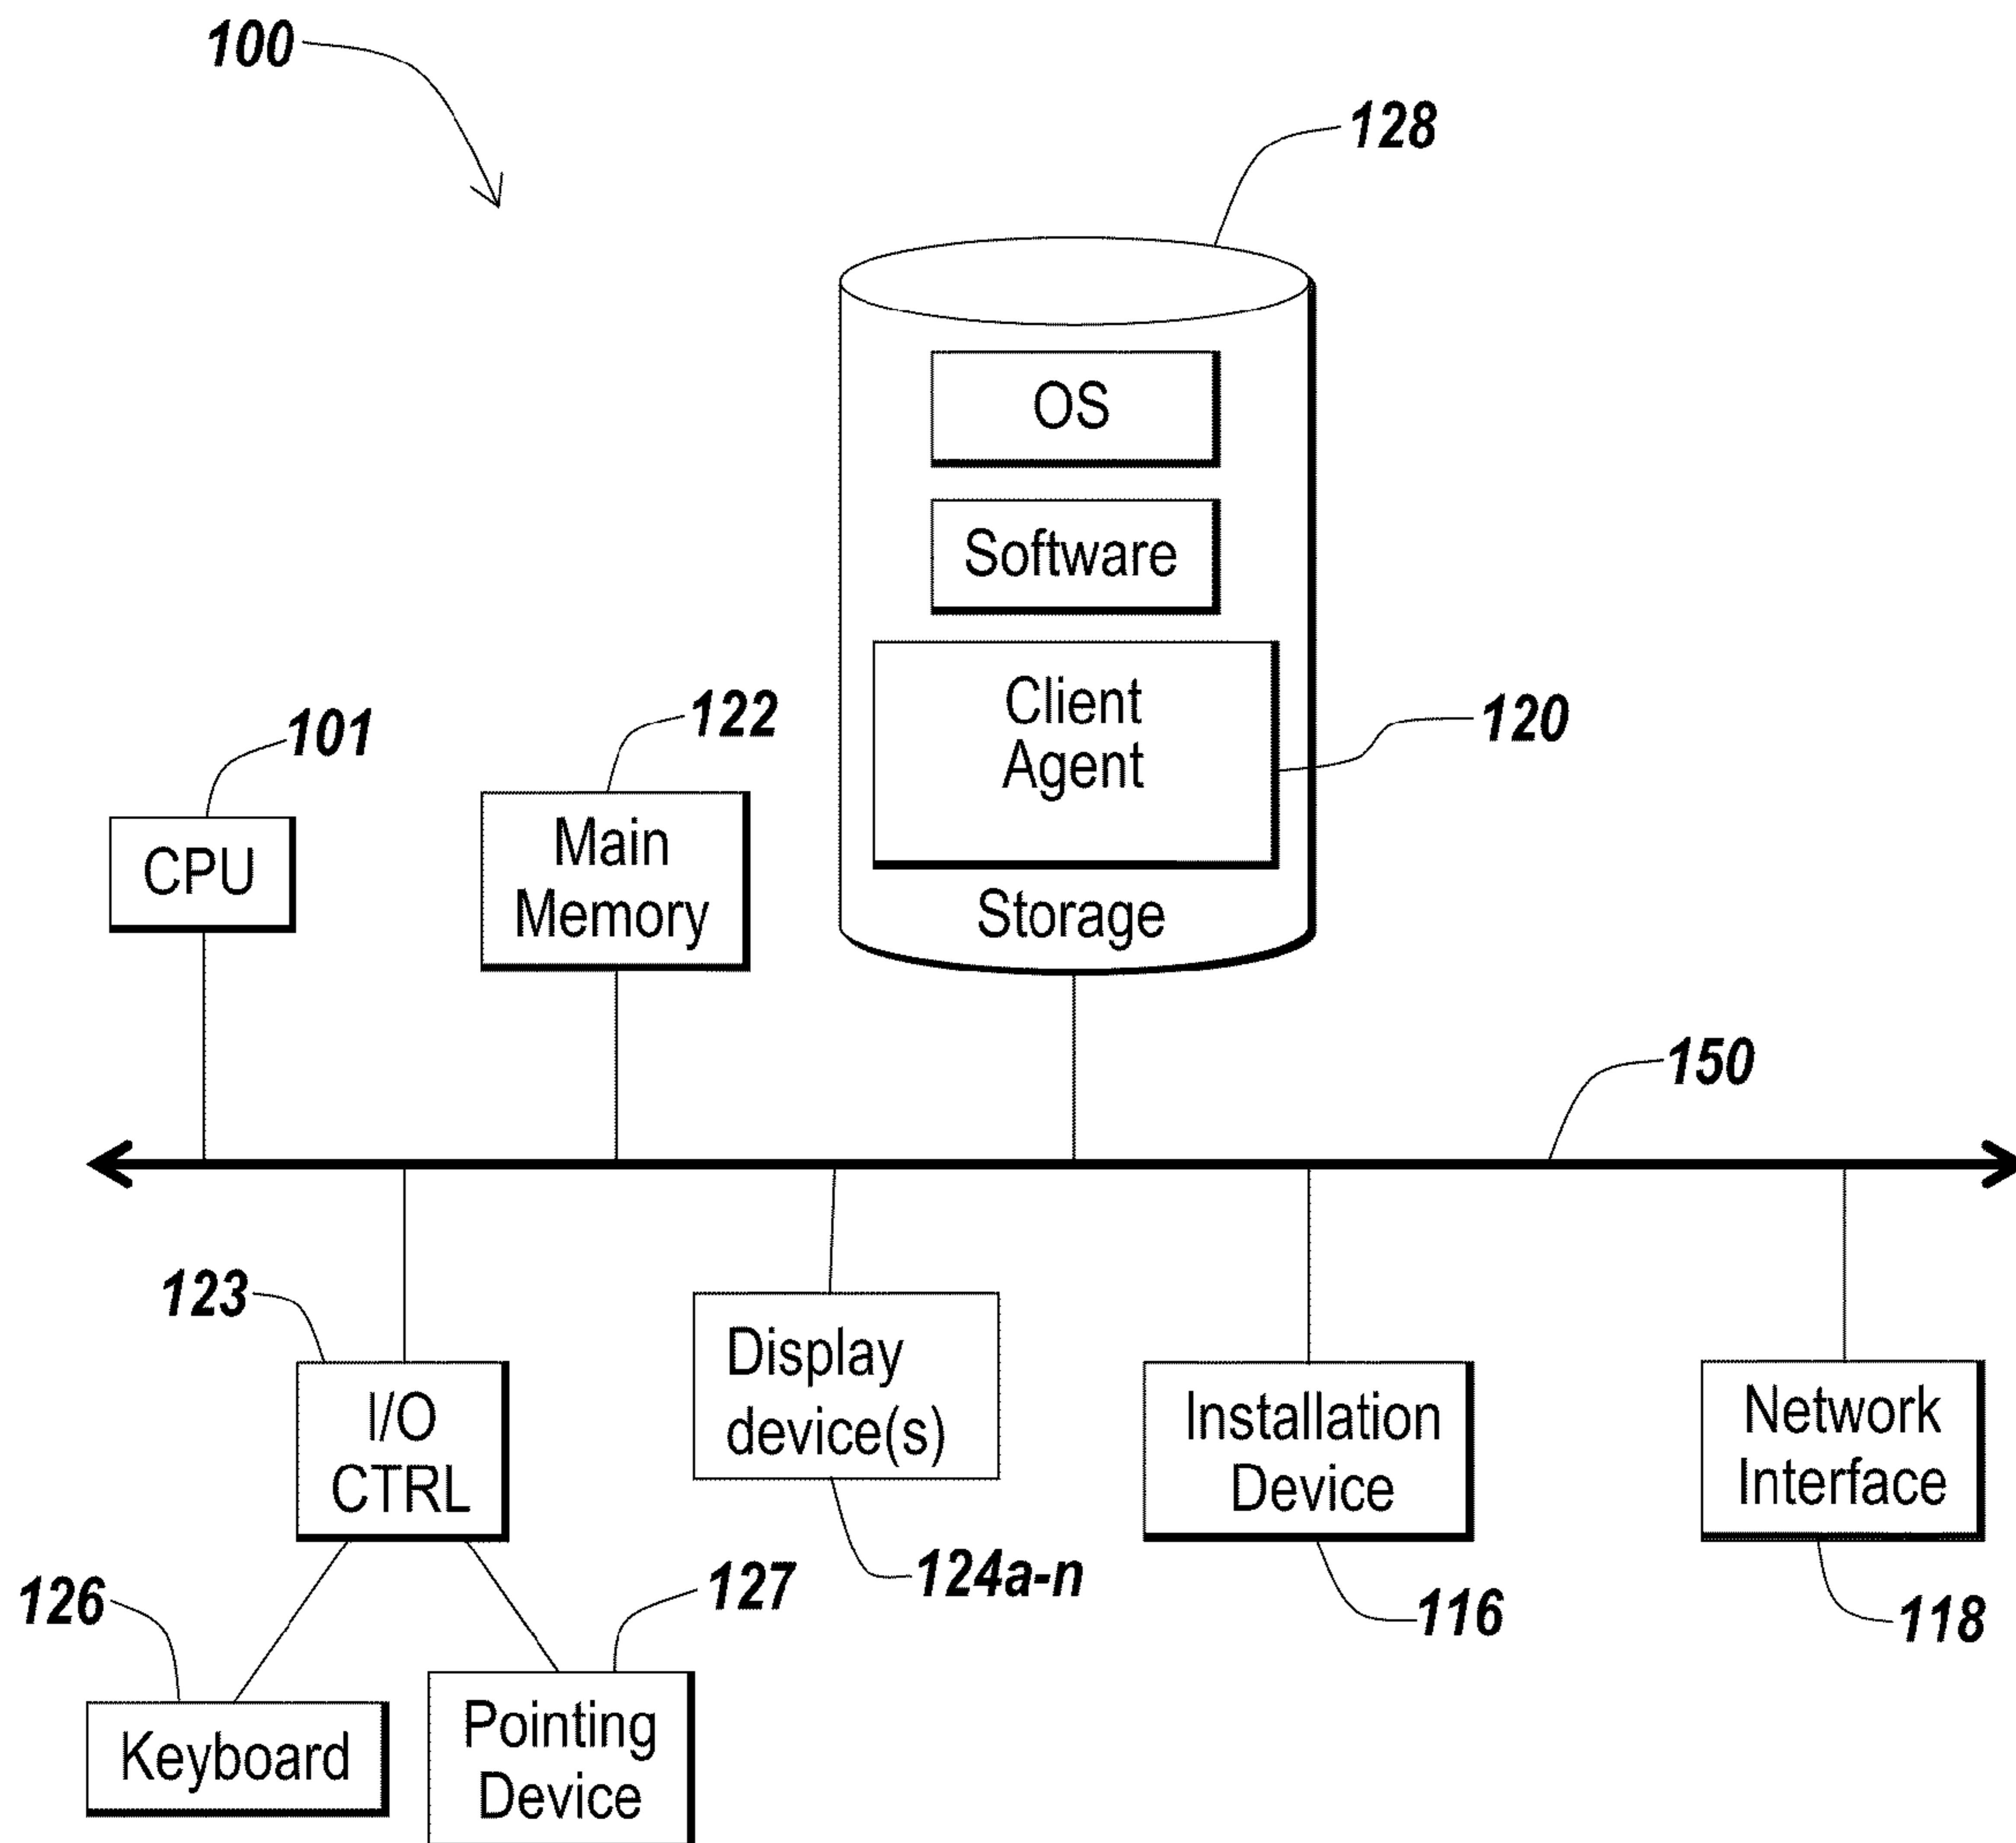 100
128
OS
Software
Client
Agent
120
Storage
101
CPU
122
Main
Memory
150
123
I/O
CTRL
Display
device(s)
124a-n
Installation
Device
116
Network
Interface
118
126
Keyboard
127
Pointing
Device